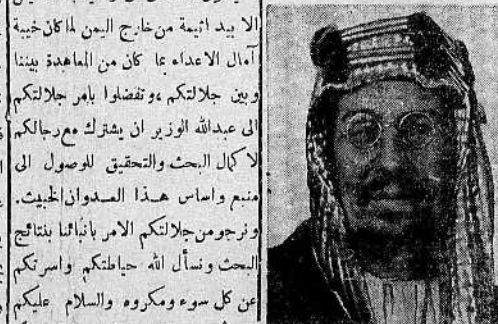 الا بيد اثيمة من خارج اليمن لما كان خيبة
آمال الاعداء بما كان من المعاهدة بيننا
وبين جلالتكم ، وتفضلوا بامر جلالتكم
الى عبدالله الوزير ان يشترك مع رجالكم
لا كمال البحث والتحقيق للوصول الى
منبع واساس هذا العدوان الخبيث.
ونرجو من جلالتكم الامر بانبائنا بنتائج
البحث ونسأل الله حياطتكم واسرتكم
عن كل سوء ومكروه والسلام عليكم